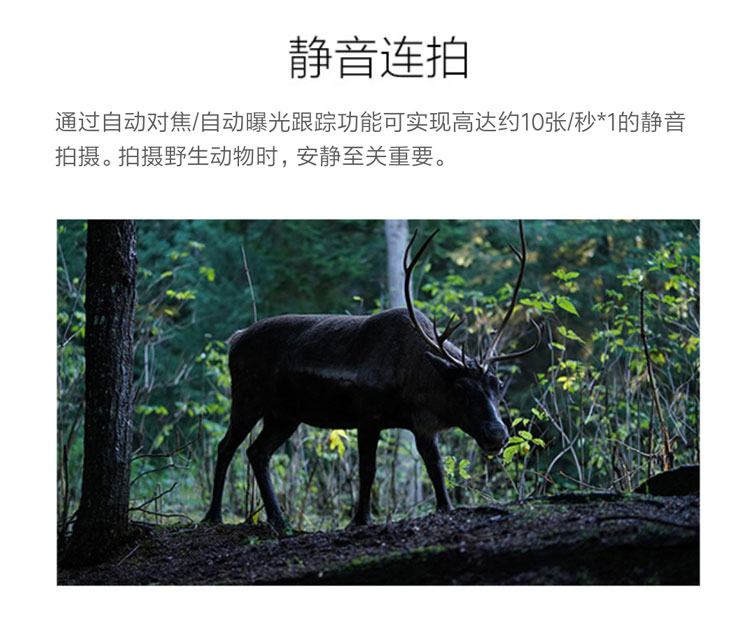 静音连拍
通过自动对焦/自动曝光跟踪功能可实现高达约10张/秒*1的静音
拍摄。拍摄野生动物时，安静至关重要。